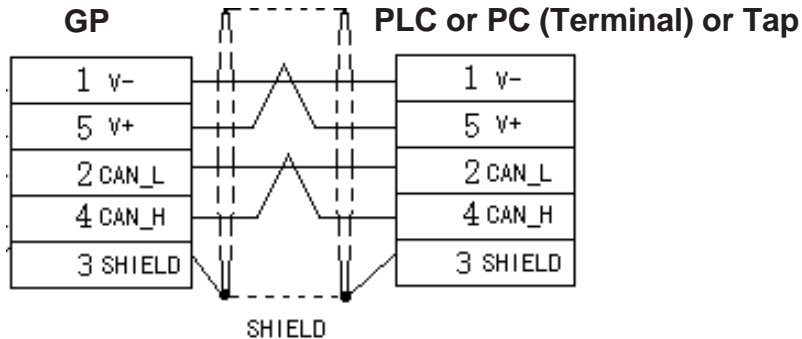 GP
PLC or PC (Terminal) or Tap
1 V-
1 V-
5 V+
5 V+
2 CAN_L
2 CAN_L
4 CAN_H
4 CAN_H
3 SHIELD
3 SHIELD
SHIELD